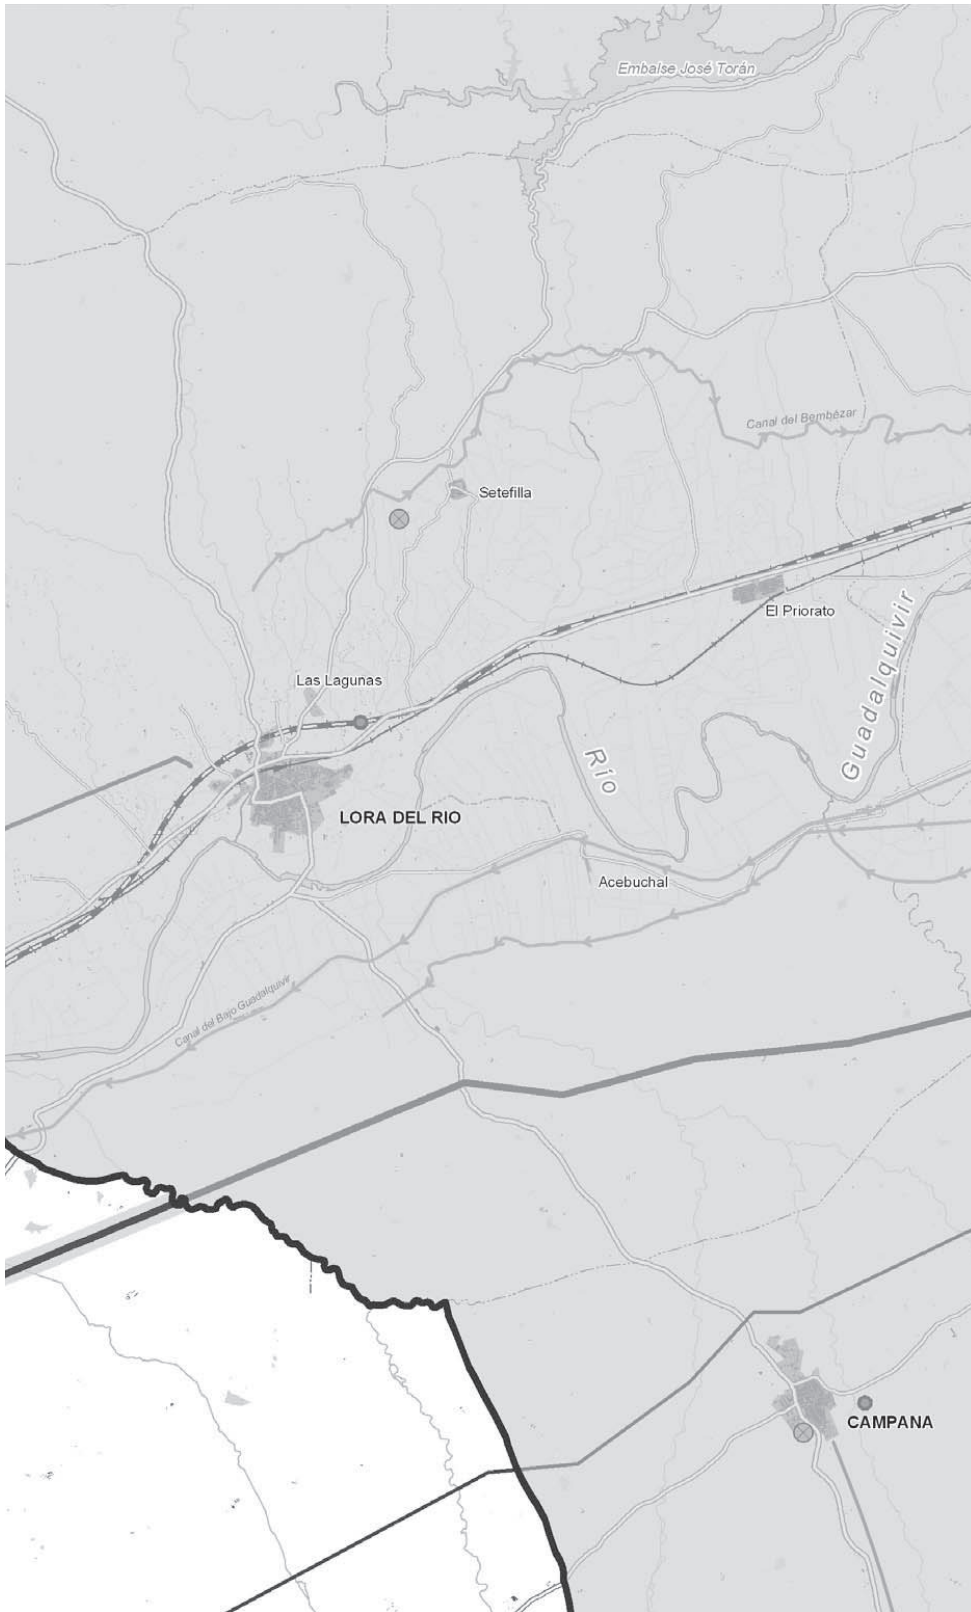 Embalse José Torán
Canal del Bembézar
Setefilla
El Priorato
Guadalquivir
Las Lagunas
Río
LORA DEL RIO
Acebuchal
Canal del Bajo Guadalquivir
CAMPANA